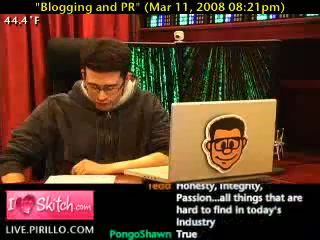 "Blogging and PR" (Mar 11, 2008 08:21pm)
44.4°F
Tedd Honesty, Integrity,
Passion...all things that are
hard to find in today's
Industry
I Skitch.com
LIVE.PIRILLO.COM
PongoShawn True